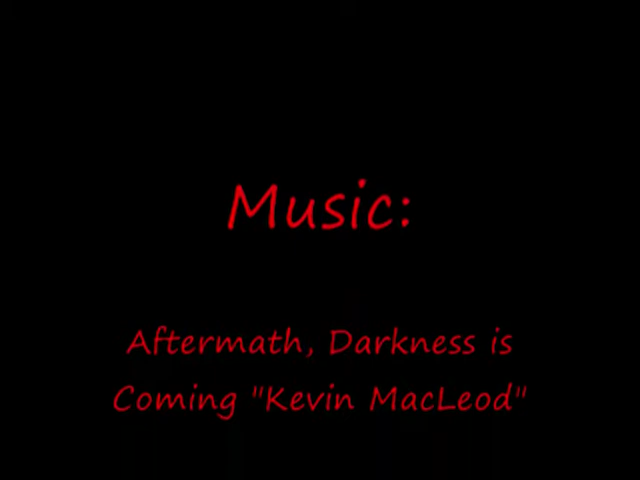 Music:
Aftermath, Darkness is
Coming "Kevin MacLeod"